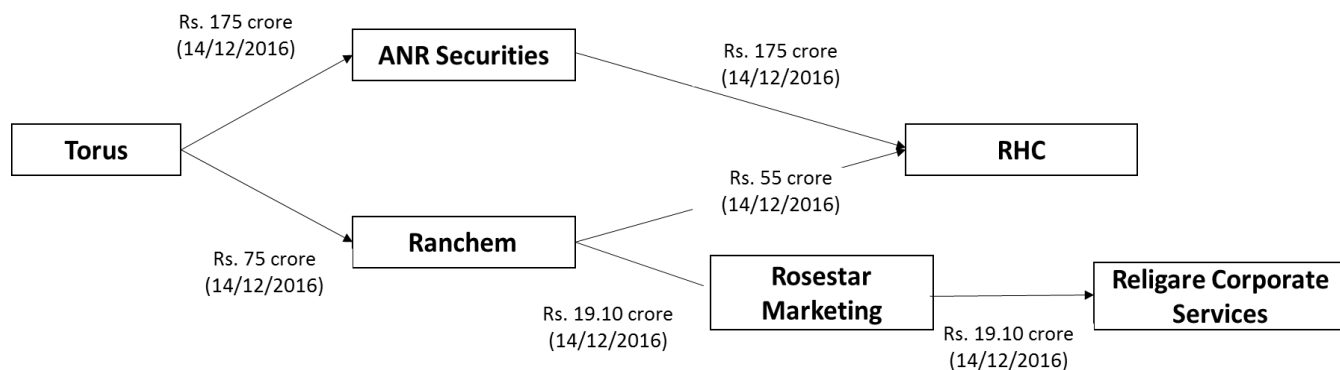 Rs. 175 crore
(14/12/2016)
ANR Securities
Rs. 175 crore
(14/12/2016)
Torus
RHC
Rs. 55 crore
(14/12/2016)
Ranchem
Rs. 75 crore
(14/12/2016)
Rosestar
Marketing
Religare Corporate
Services
Rs. 19.10 crore
(14/12/2016)
Rs. 19.10 crore
(14/12/2016)